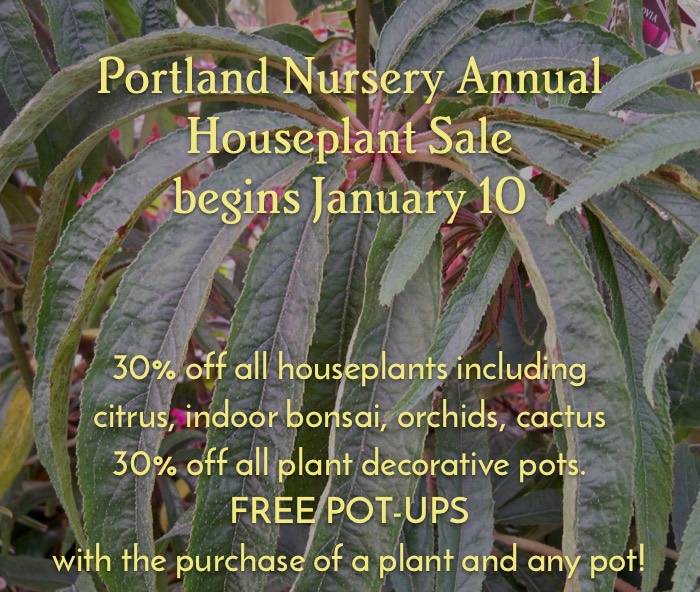 Portland Nursery Annual
Houseplant Sale
begins January 10
30% off all houseplants including
citrus, indoor bonsai, orchids, cactus
30% off all plant decorative pots.
FREE POT-UPS
with the purchase of a plant and any pot!